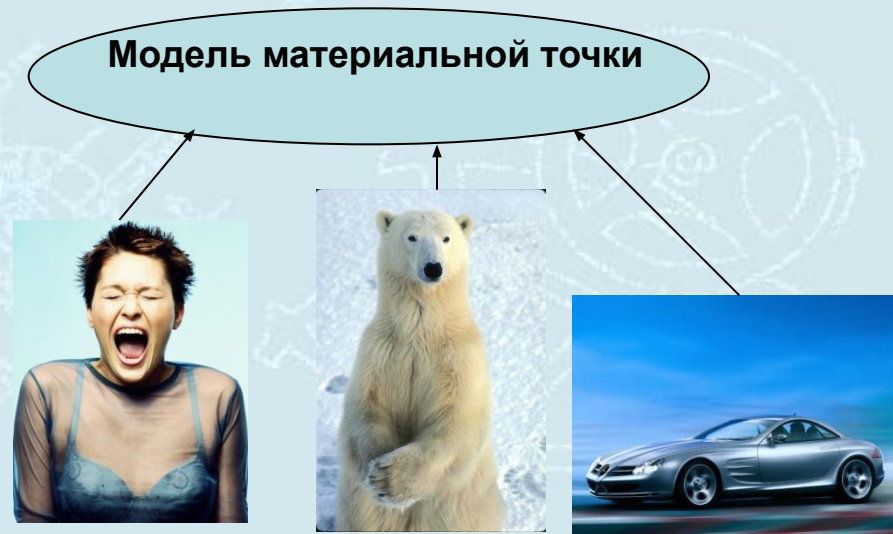 Модель материальной точки